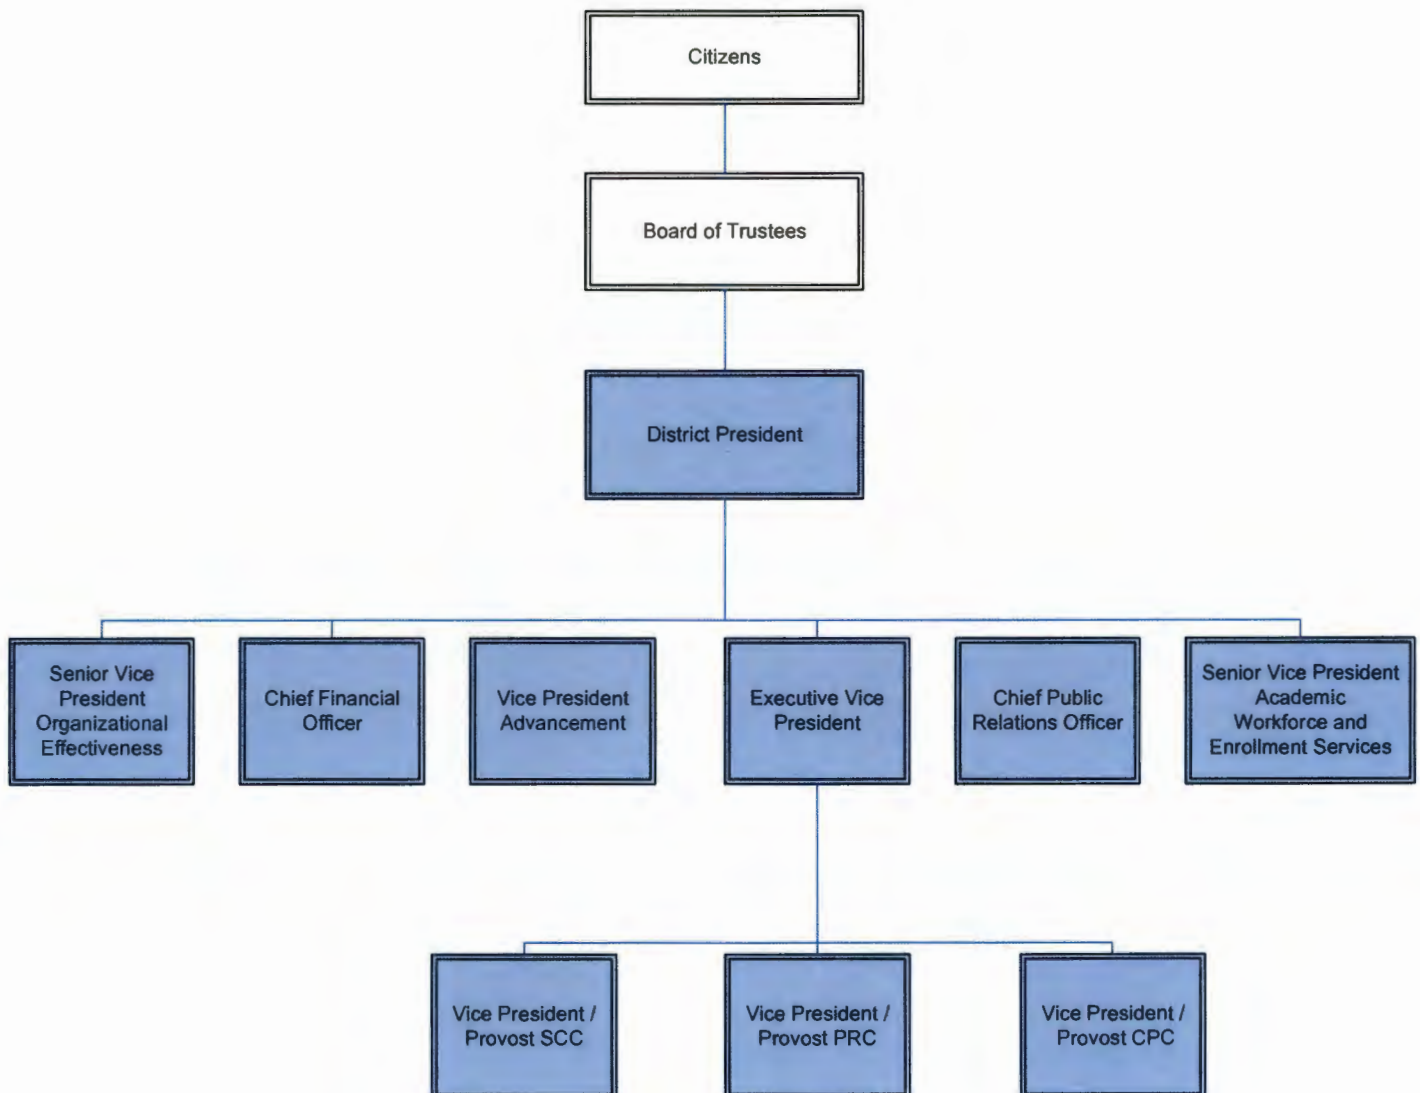 Citizens
Board of Trustees
District President
Senior Vice
President
Organizational
Effectiveness
Chief Financial
Officer
Vice President
Advancement
Executive Vice
President
Chief Public
Relations Officer
Senior Vice President
Academic
Workforce and
Enrollment Services
Vice President /
Provost SCC
Vice President /
Provost PRC
Vice President /
Provost CPC